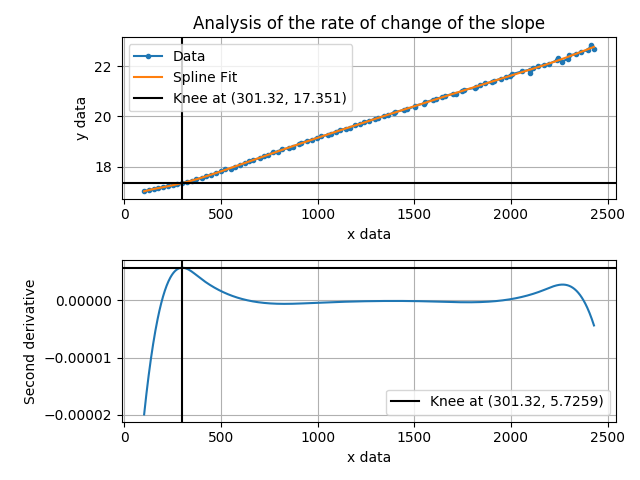 Analysis of the rate of change of the slope
Data
Spline Fit
Knee at (301.32, 17.351)
y data
22
20
18
0 500 1000 1500 2000 2500
x data
Second derivative
0.00000
−0.00001
−0.00002
Knee at (301.32, 5.7259)
0 500 1000 1500 2000 2500
x data